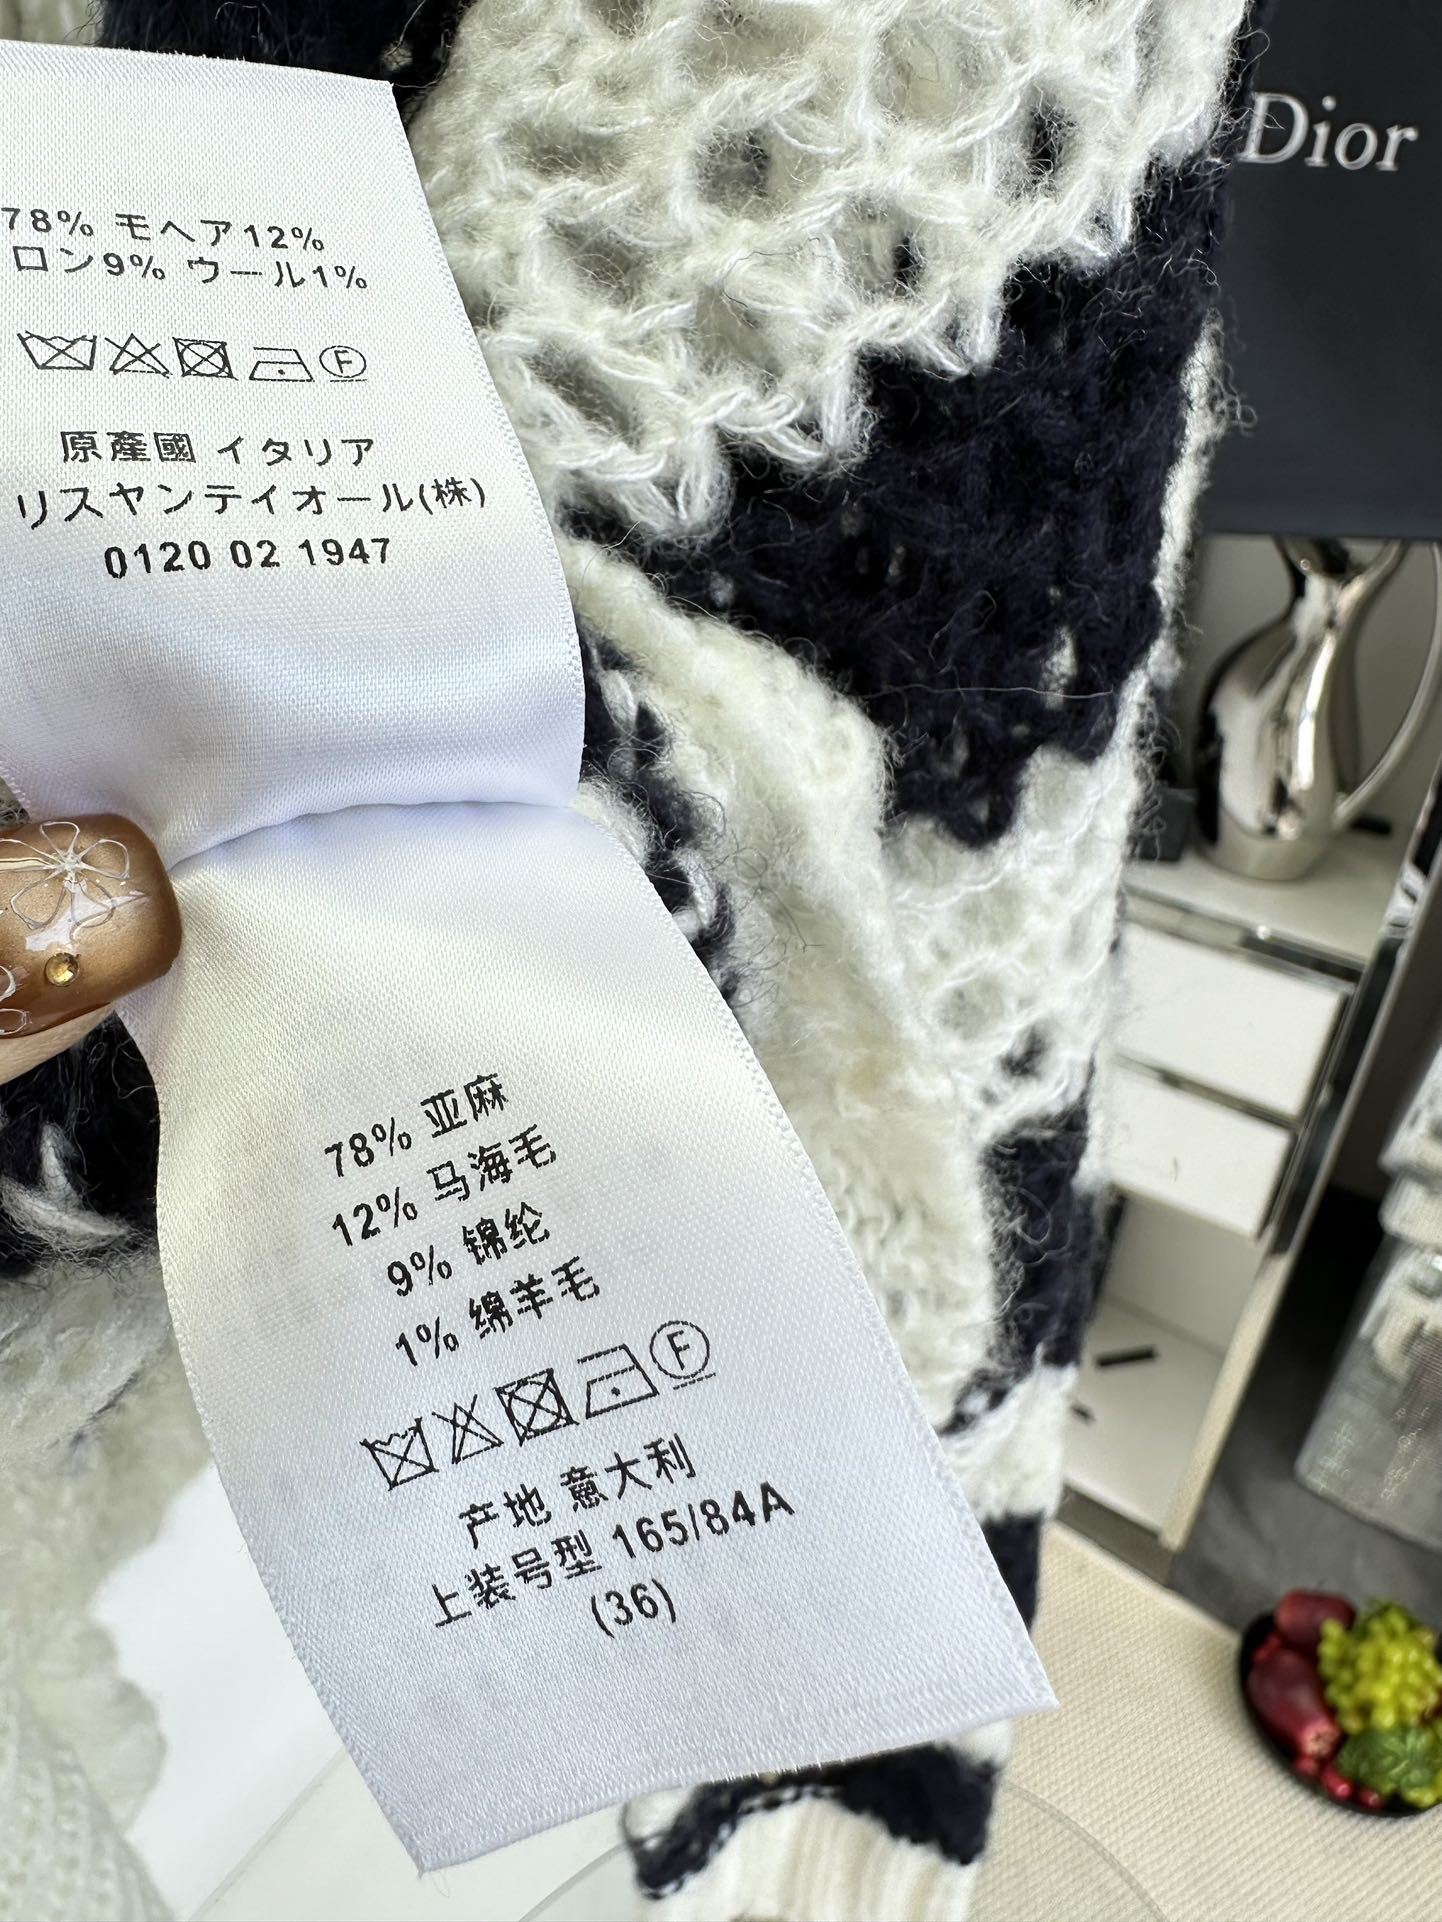 Dior
78% モヘア12%
ロン9% ウール1%
F
原産國 イタリア
リスヤンテイオール(株)
0120 02 1947
78% 亚麻
12% 马海毛
9% 锦纶
1% 绵羊毛
F
产地 意大利
上装号型 165/84A
(36)